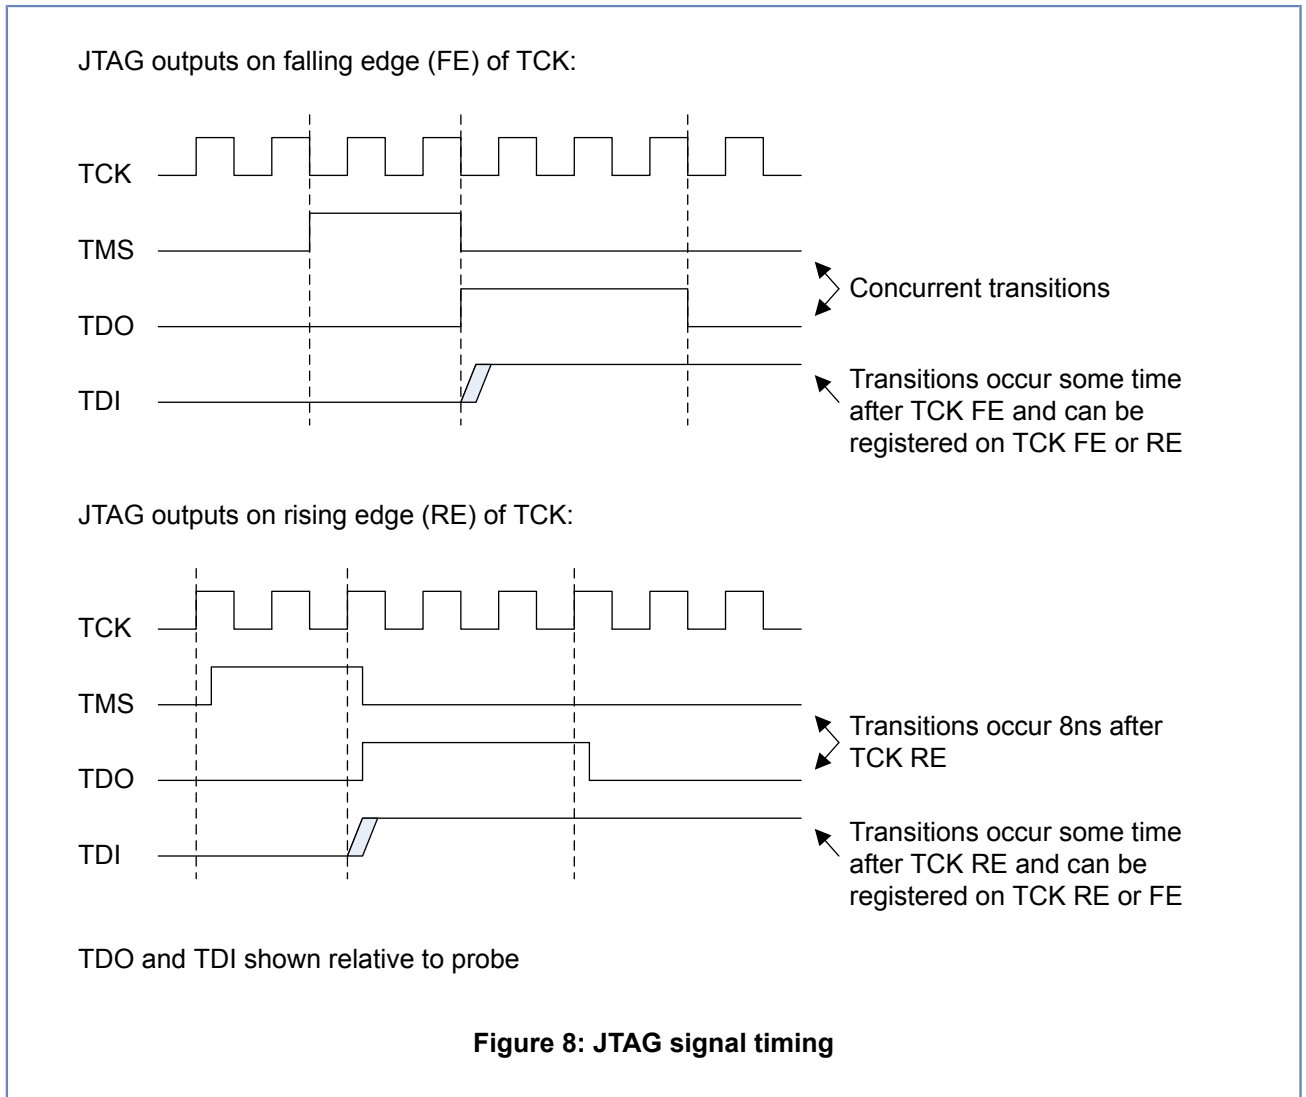 JTAG outputs on falling edge (FE) of TCK:
TCK
TMS
Concurrent transitions
TDO
TDI
Transitions occur some time
after TCK FE and can be
registered on TCK FE or RE
JTAG outputs on rising edge (RE) of TCK:
TCK
TMS
Transitions occur 8ns after
TCK RE
TDO
TDI
Transitions occur some time
after TCK RE and can be
registered on TCK RE or FE
TDO and TDI shown relative to probe
Figure 8: JTAG signal timing